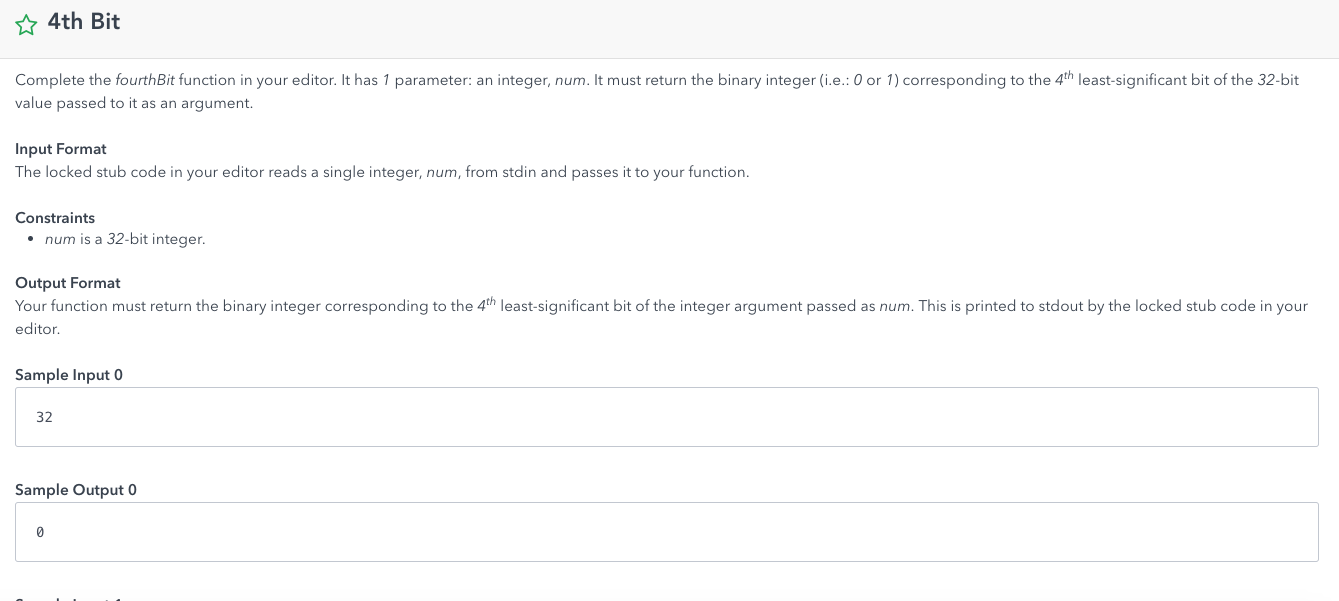 4th Bit
Complete the fourthBit function in your editor. It has 1 parameter: an integer, num. It must return the binary integer (i.e.: 0 or 1) corresponding to the 4th least-significant bit of the 32-bit
value passed to it as an argument.
Input Format
The locked stub code in your editor reads a single integer, num, from stdin and passes it to your function.
Constraints
• num is a 32-bit integer.
Output Format
Your function must return the binary integer corresponding to the 4th least-significant bit of the integer argument passed as num. This is printed to stdout by the locked stub code in your
editor.
Sample Input 0
32
Sample Output 0
0